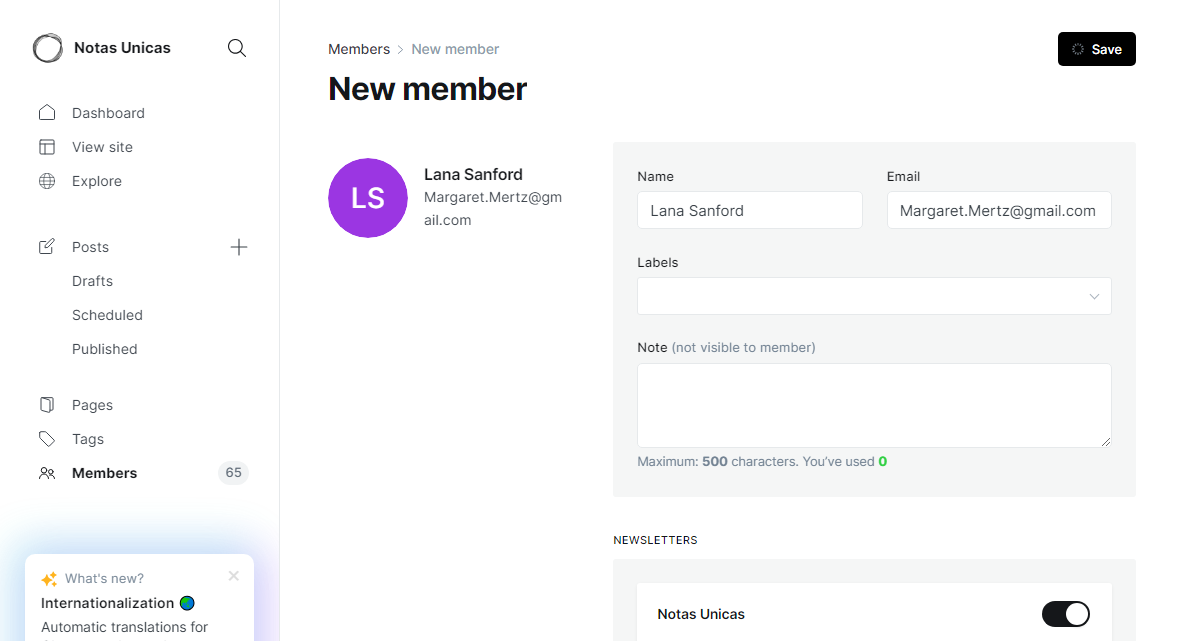 Notas Unicas
Dashboard
View site
Explore
Posts
Drafts
Scheduled
Published
Pages
Tags
Members
65
What's new?
Internationalization
Automatic translations for
Members
New member
Save
New member
LS
Lana Sanford
Margaret.Mertz@gm
ail.com
Name
Email
Lana Sanford
Margaret.Mertz@gmail.com
Labels
Note (not visible to member)
Maximum: 500 characters. You've used 0
NEWSLETTERS
Notas Unicas